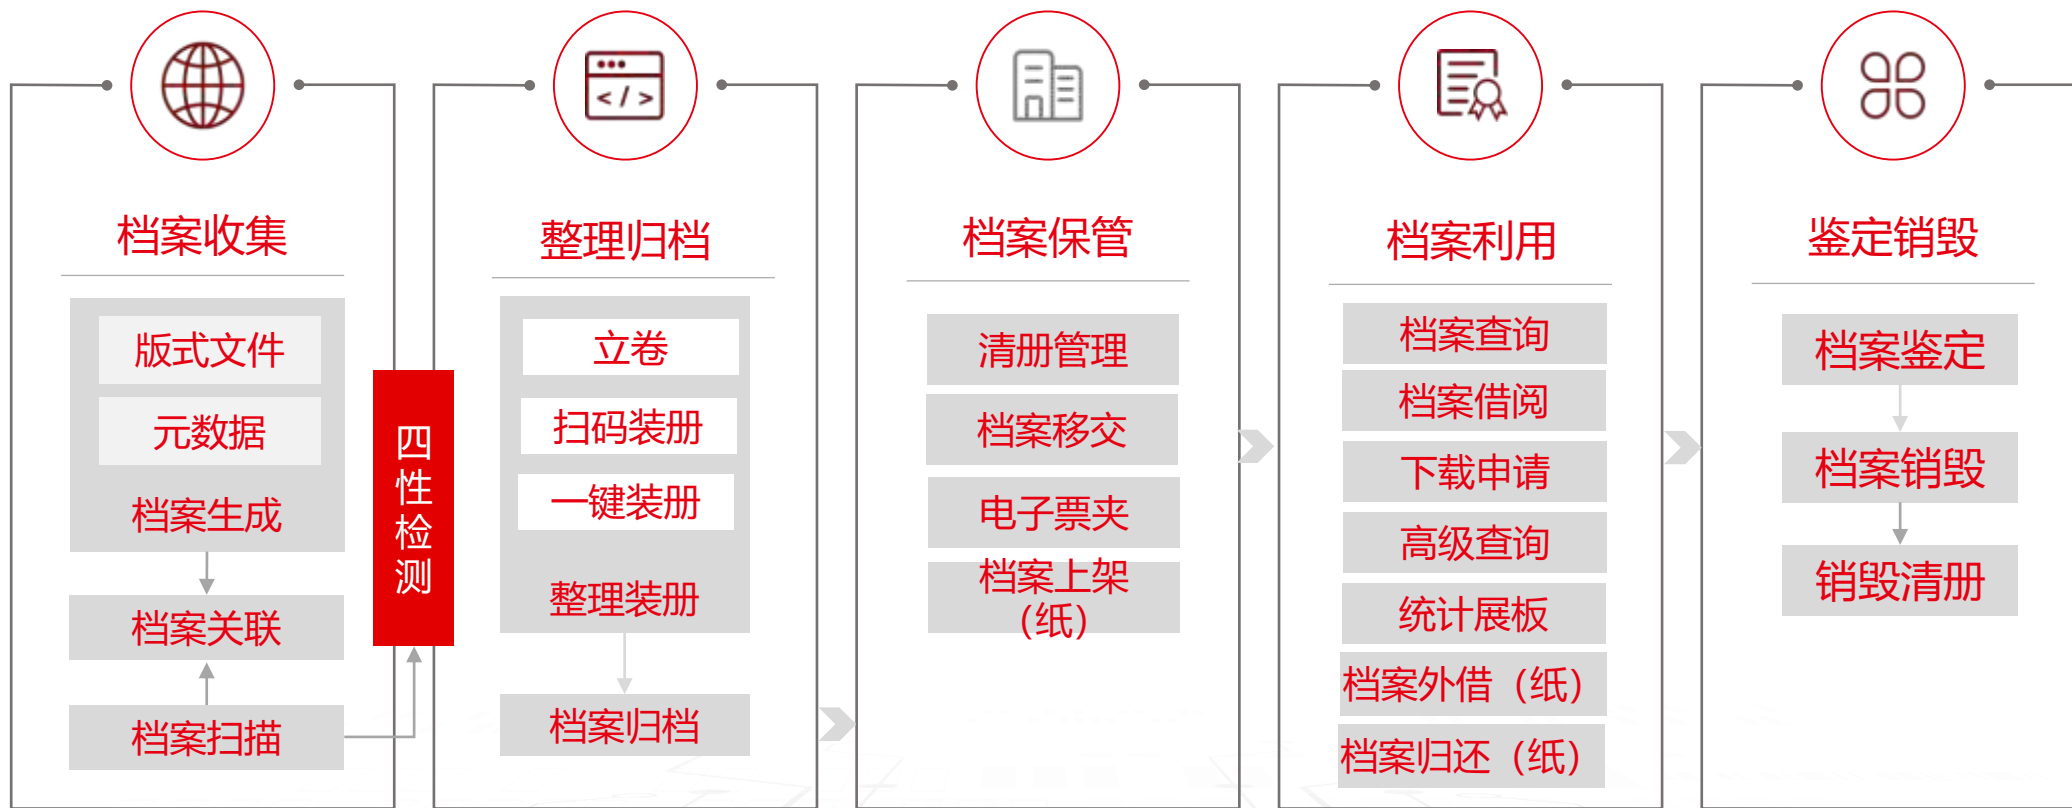 档案收集
版式文件
元数据
档案生成
档案关联
档案扫描
四性检测
整理归档
立卷
扫码装册
一键装册
整理装册
档案归档
档案保管
清册管理
档案移交
电子票夹
档案上架
（纸）
档案利用
档案查询
档案借阅
下载申请
高级查询
统计展板
档案外借（纸）
档案归还（纸）
鉴定销毁
档案鉴定
档案销毁
销毁清册